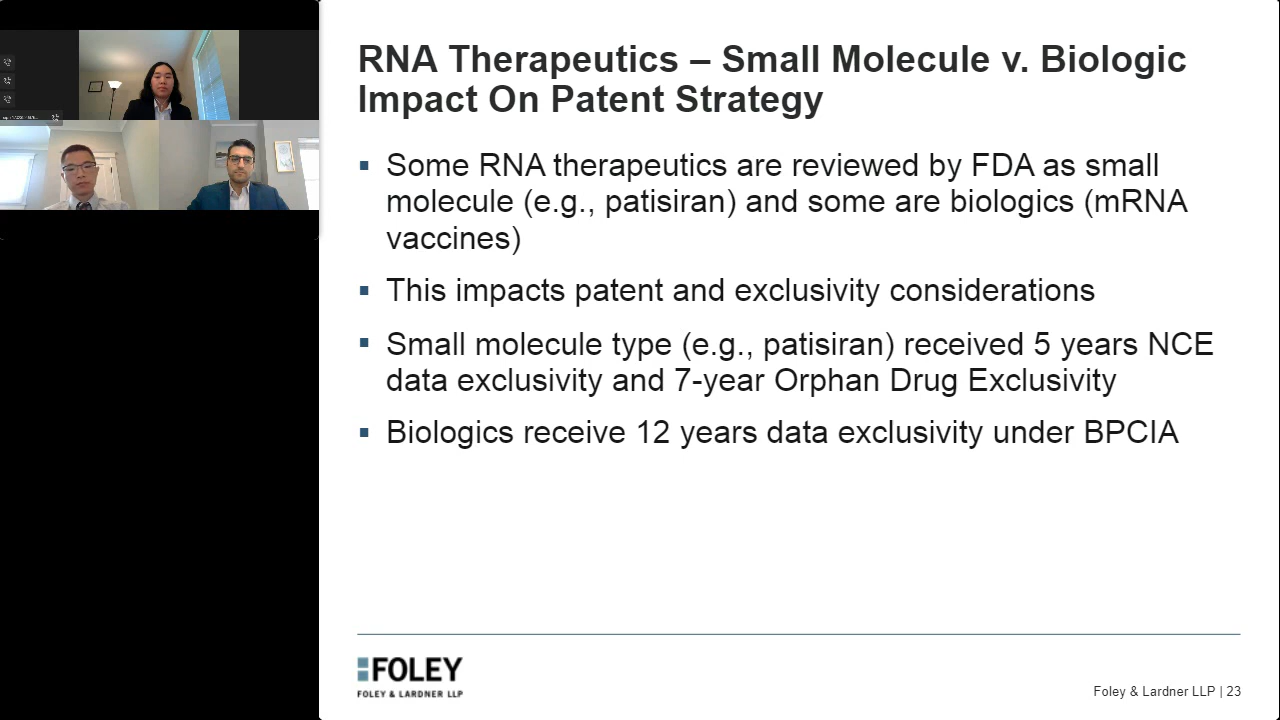 RNA Therapeutics – Small Molecule v. Biologic
Impact On Patent Strategy
▪ Some RNA therapeutics are reviewed by FDA as small
molecule (e.g., patisiran) and some are biologics (mRNA
vaccines)
▪ This impacts patent and exclusivity considerations
▪ Small molecule type (e.g., patisiran) received 5 years NCE
data exclusivity and 7-year Orphan Drug Exclusivity
▪ Biologics receive 12 years data exclusivity under BPCIA
FOLEY
FOLEY & LARDNER LLP
Foley & Lardner LLP | 23